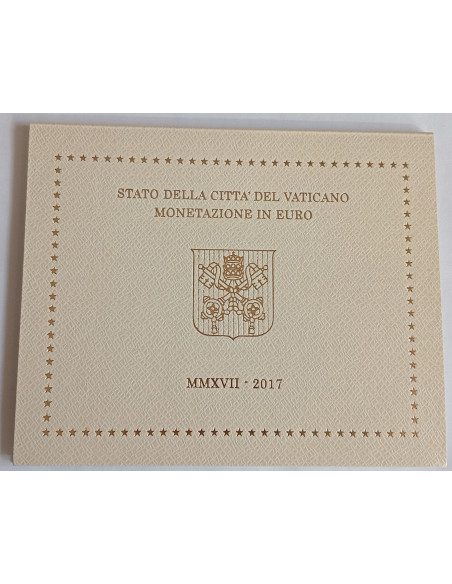 STATO DELLA CITTA' DEL VATICANO
MONETAZIONE IN EURO
MMXVII - 2017